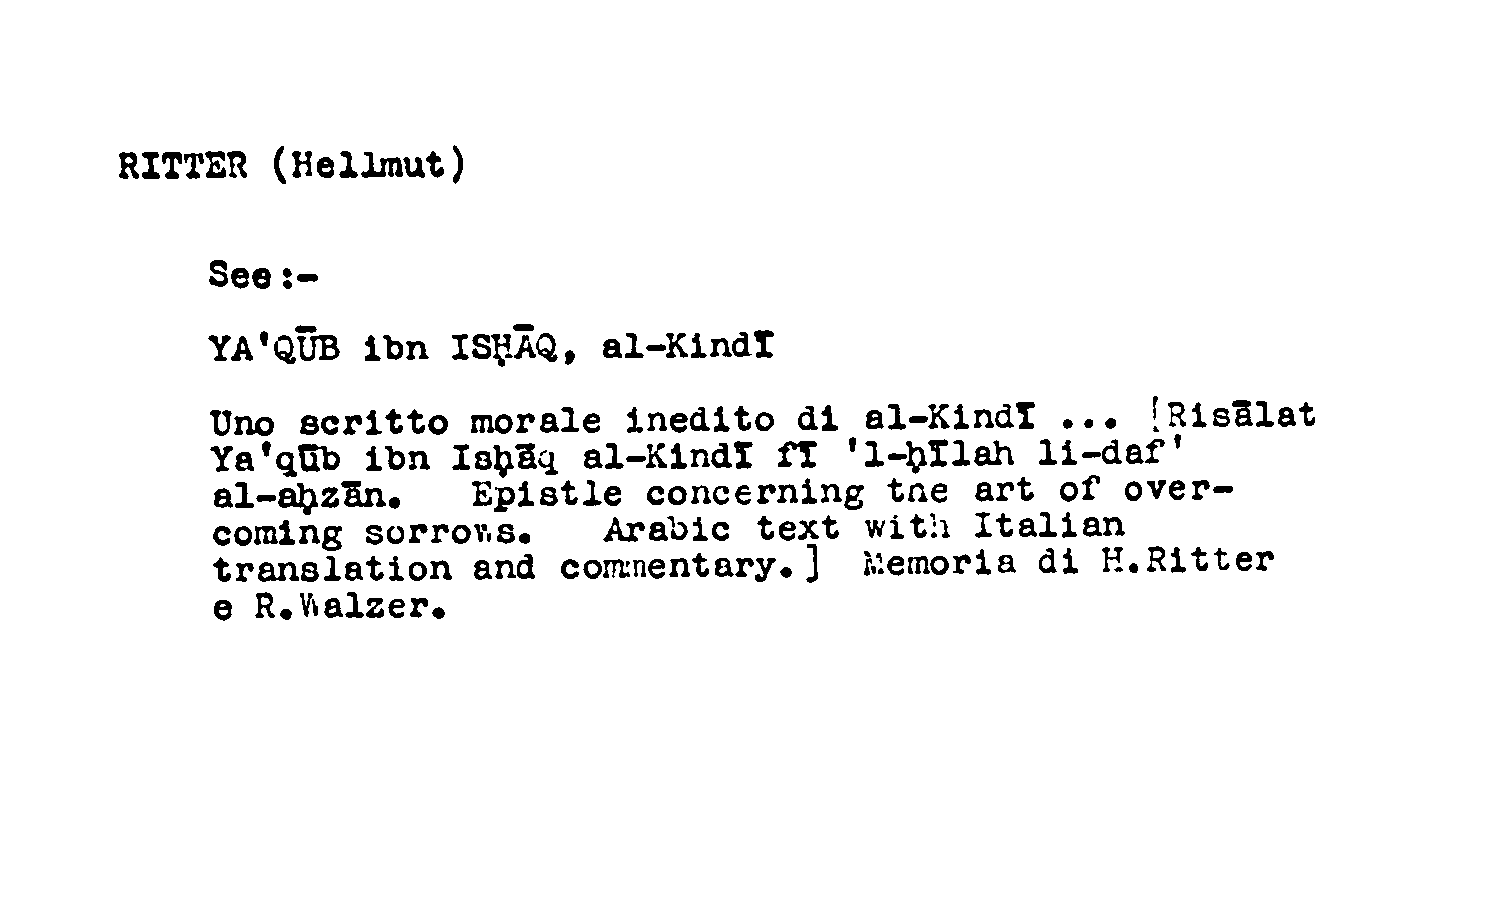 RITTER (Hellmut)
See:-
YA'QŪB ibn ISḤĀQ, al-Kindī
Uno scritto morale inedito di al-Kindī ... [Risālat
Ya'qūb ibn Isḥāq al-Kindī fī 'l-ḥīlah li-daf'
al-aḥzān. Epistle concerning the art of over-
coming sorrows. Arabic text with Italian
translation and commentary.] Memoria di H.Ritter
e R.Walzer.